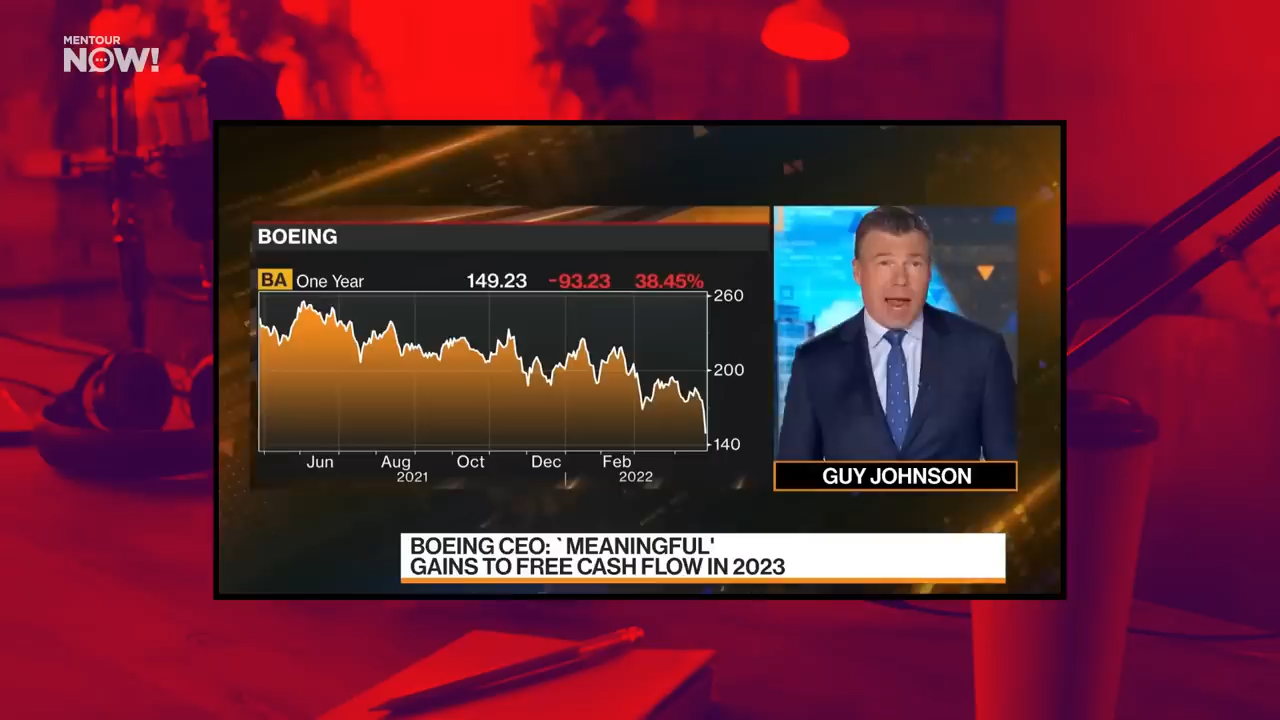 MENTOUR
NOW!
BOEING
BA One Year 149.23 -93.23 38.45%
260
200
140
Jun Aug Oct Dec Feb
2021 2022
GUY JOHNSON
BOEING CEO: `MEANINGFUL'
GAINS TO FREE CASH FLOW IN 2023